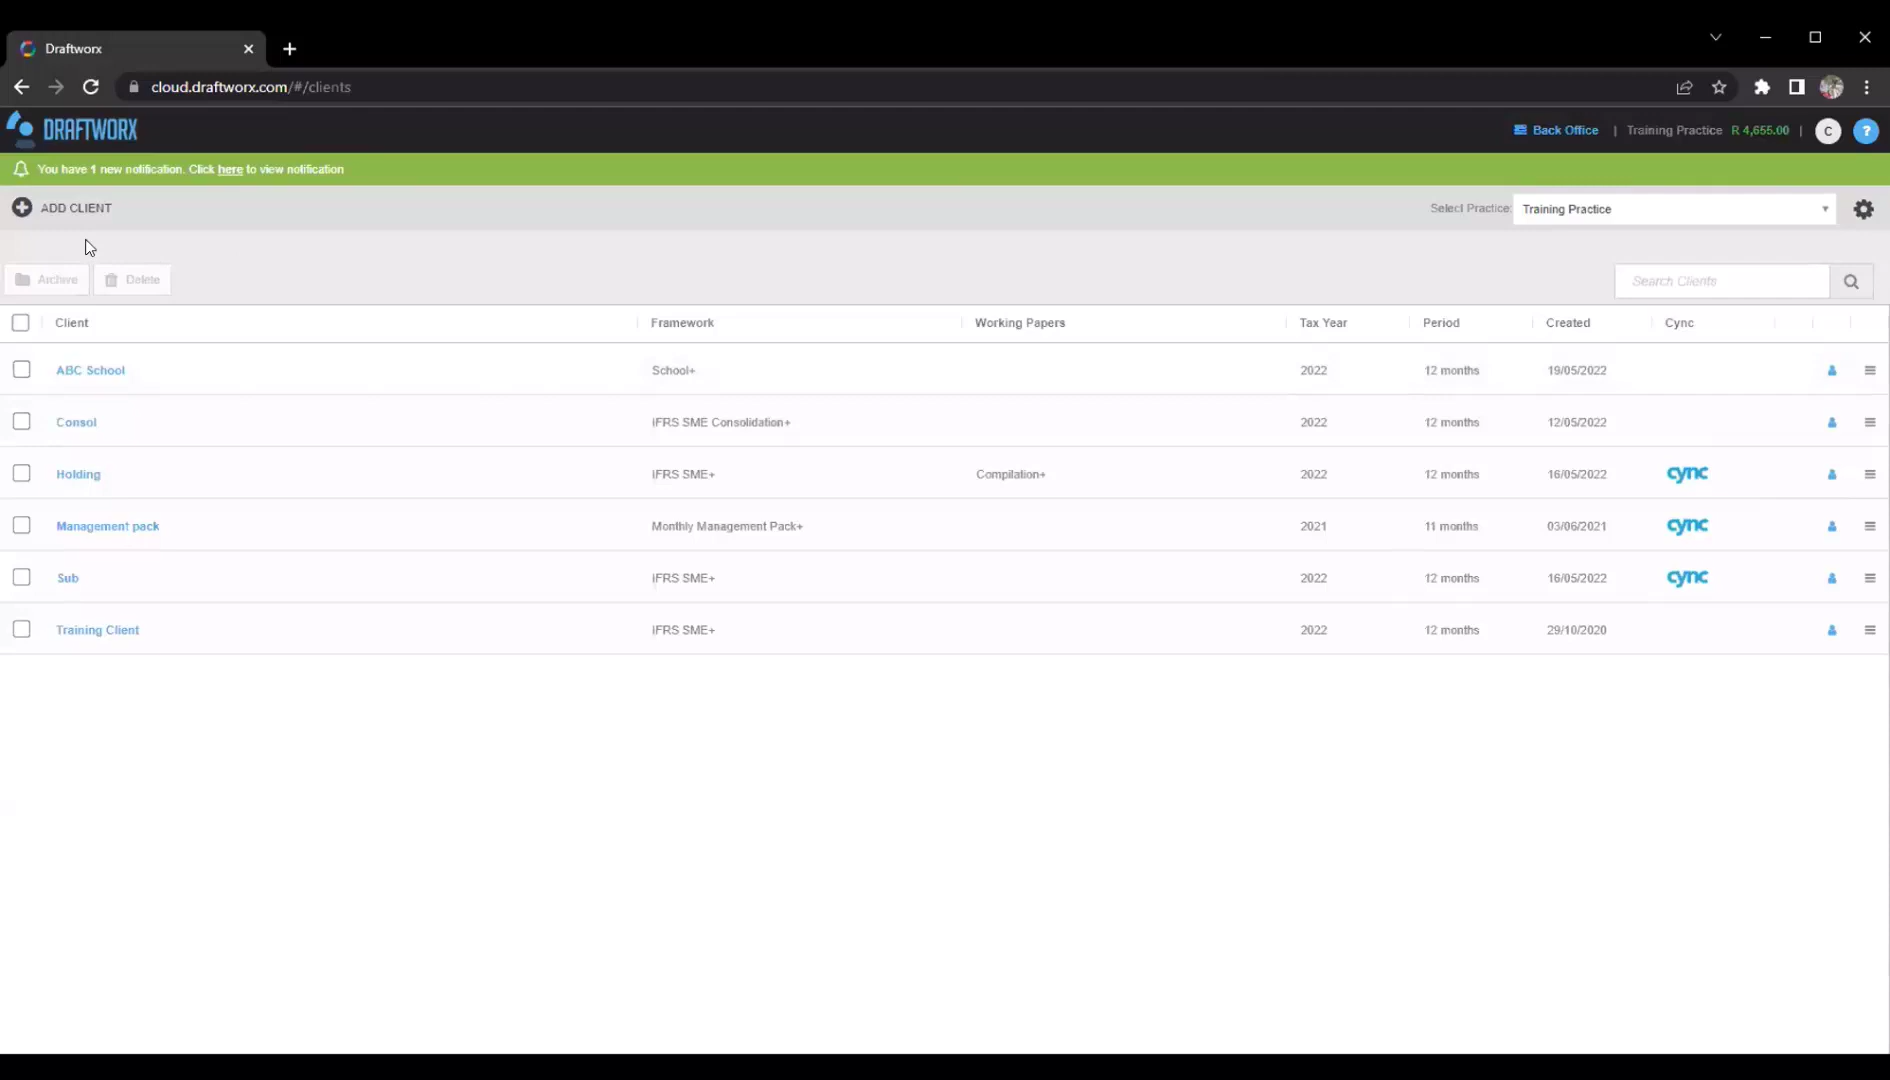 Draftworx
cloud.draftworx.com/#/clients
DRAFTWORX
Back Office | Training Practice R 4,655.00 | C ?
You have 1 new notification. Click here to view notification
ADD CLIENT
Select Practice: Training Practice
Archive Delete
Search Clients
Client Framework Working Papers Tax Year Period Created Cync
ABC School School+ 2022 12 months 19/05/2022
Consol IFRS SME Consolidation+ 2022 12 months 12/05/2022
Holding IFRS SME+ Compilation+ 2022 12 months 16/05/2022 cync
Management pack Monthly Management Pack+ 2021 11 months 03/06/2021 cync
Sub IFRS SME+ 2022 12 months 16/05/2022 cync
Training Client IFRS SME+ 2022 12 months 29/10/2020